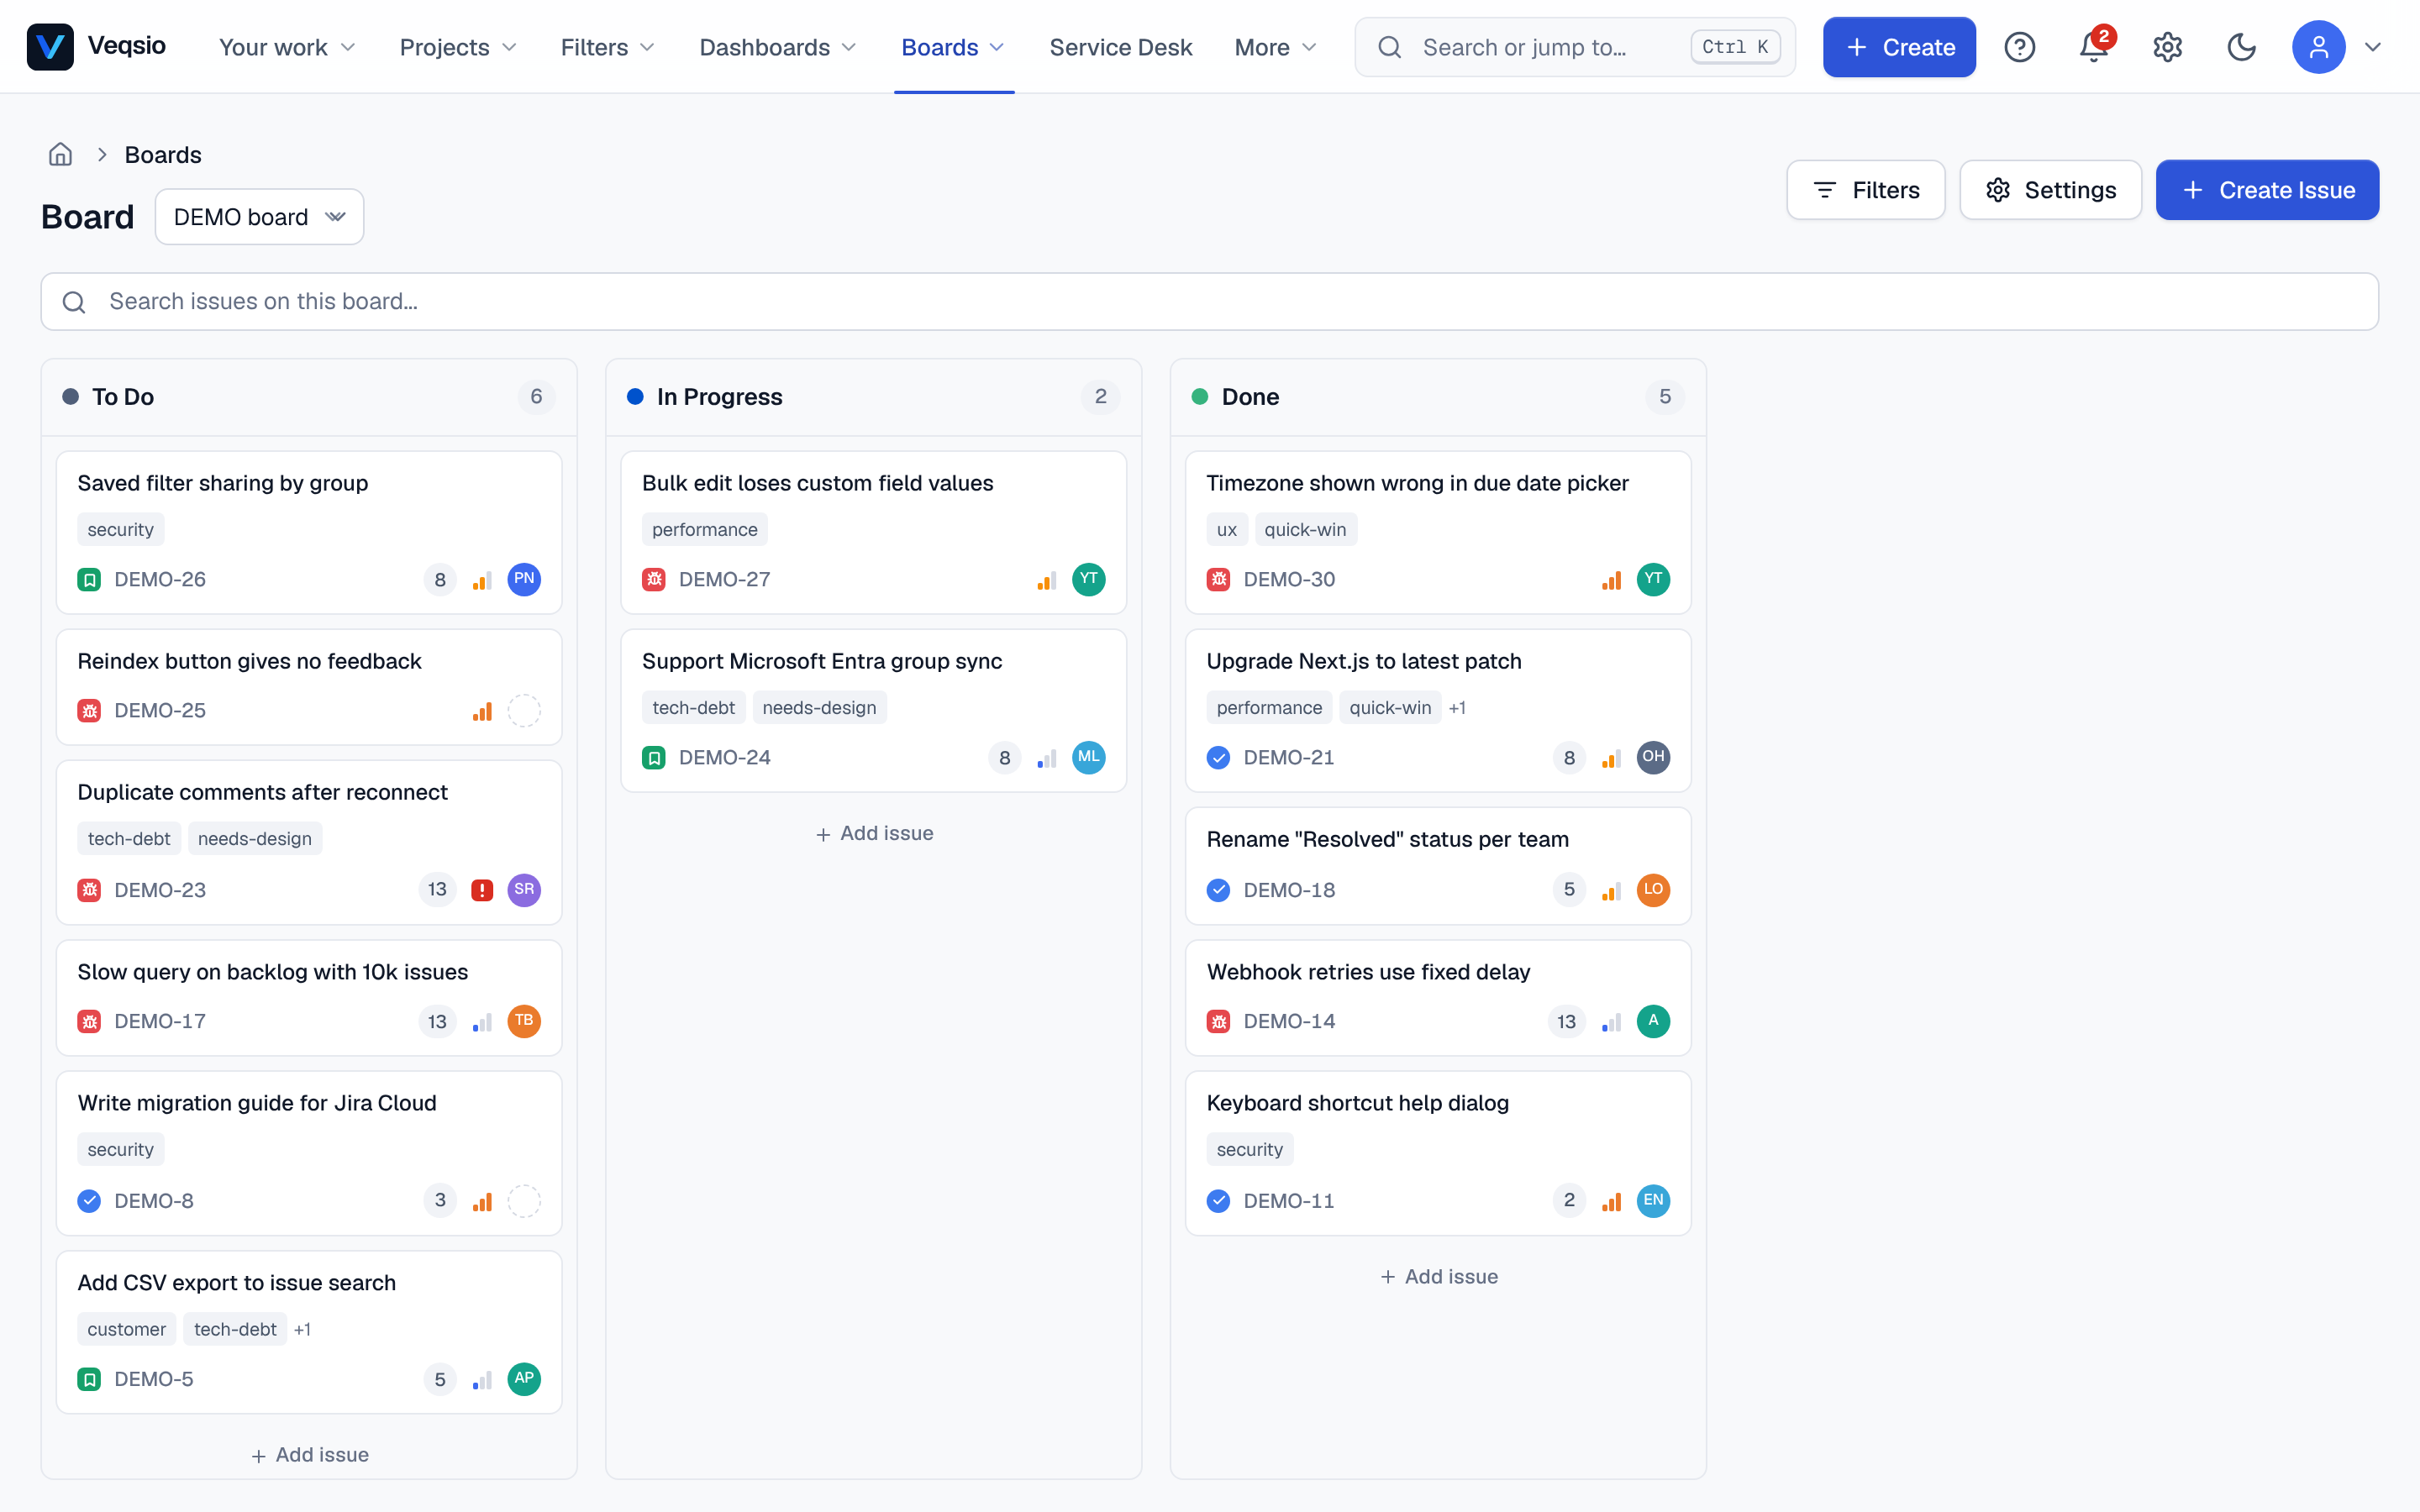 Veqsio Your work Projects Filters Dashboards Boards Service Desk More Search or jump to... Ctrl K + Create 2
Boards
Board DEMO board
Filters Settings + Create Issue
Search issues on this board...
To Do 6
Saved filter sharing by group
security
DEMO-26 8 PN
Reindex button gives no feedback
DEMO-25
Duplicate comments after reconnect
tech-debt needs-design
DEMO-23 13 SR
Slow query on backlog with 10k issues
DEMO-17 13 TB
Write migration guide for Jira Cloud
security
DEMO-8 3
Add CSV export to issue search
customer tech-debt +1
DEMO-5 5 AP
+ Add issue
In Progress 2
Bulk edit loses custom field values
performance
DEMO-27 YT
Support Microsoft Entra group sync
tech-debt needs-design
DEMO-24 8 ML
+ Add issue
Done 5
Timezone shown wrong in due date picker
ux quick-win
DEMO-30 YT
Upgrade Next.js to latest patch
performance quick-win +1
DEMO-21 8 OH
Rename "Resolved" status per team
DEMO-18 5 LO
Webhook retries use fixed delay
DEMO-14 13 A
Keyboard shortcut help dialog
security
DEMO-11 2 EN
+ Add issue